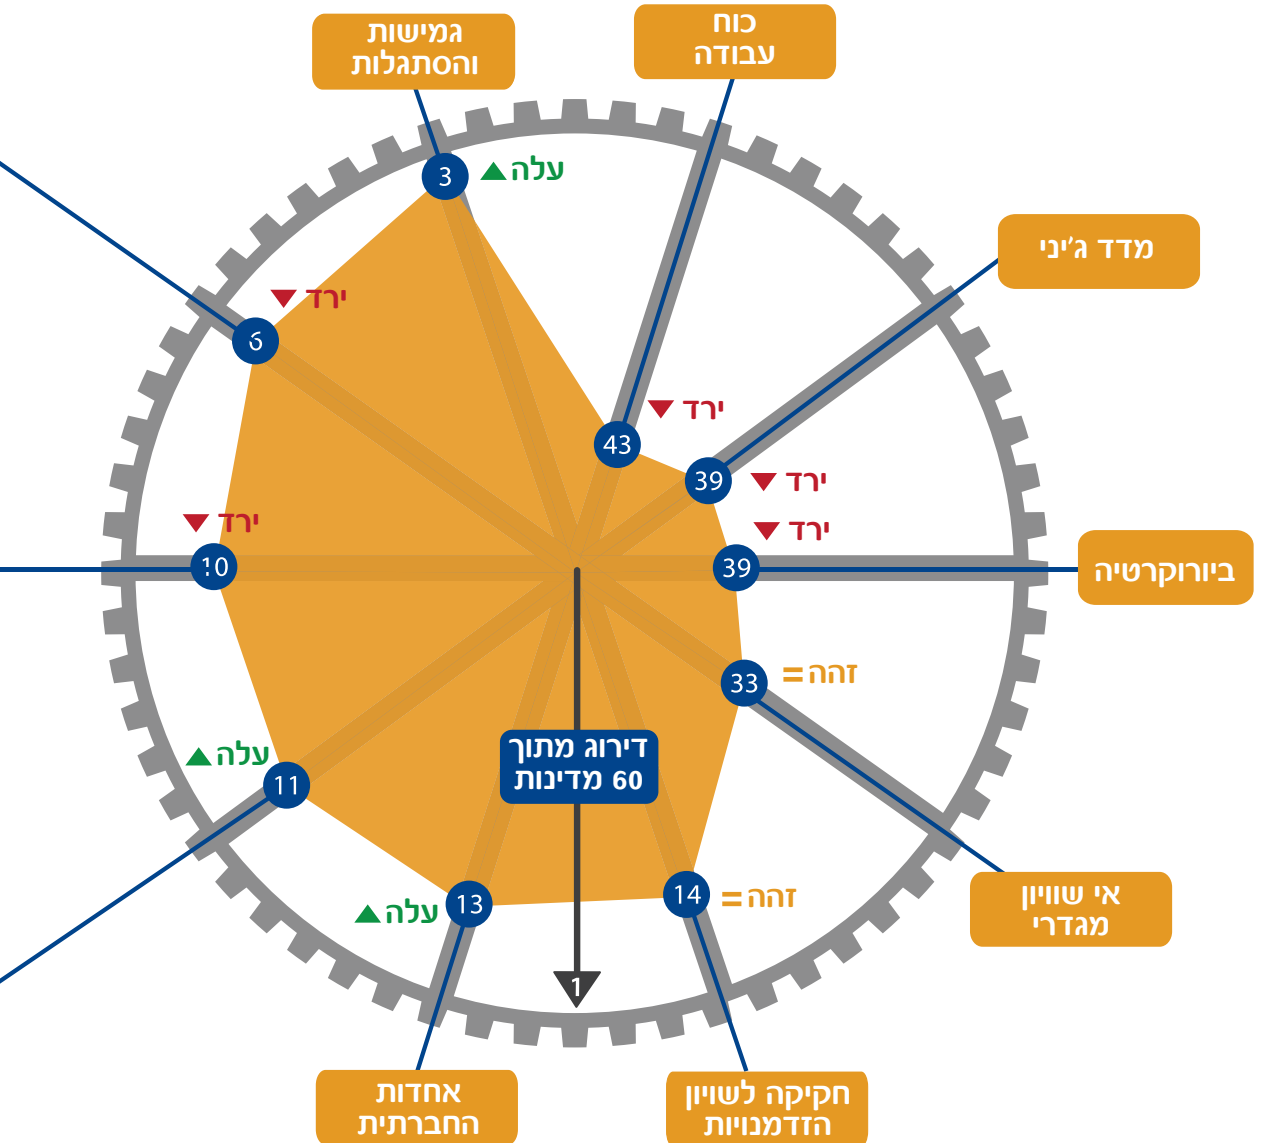 גמישות
והסתגלות
כוח
עבודה
3
עלה
מדד ג'יני
ירד
6
ירד
43
39
ירד
ירד
10
ירד
39
ביורוקרטיה
33
זהה =
דירוג מתוך
60 מדינות
עלה
11
אי שוויון
מגדרי
עלה
13
14
זהה =
1
אחדות
החברתית
חקיקה לשויון
הזדמנויות